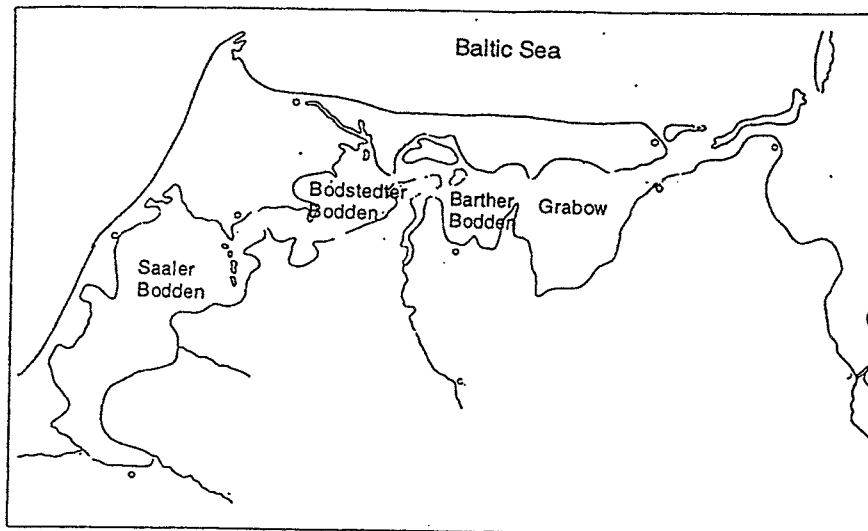 Baltic Sea
Bodstedter
Bodden
Barther
Bodden
Grabow
Saaler
Bodden